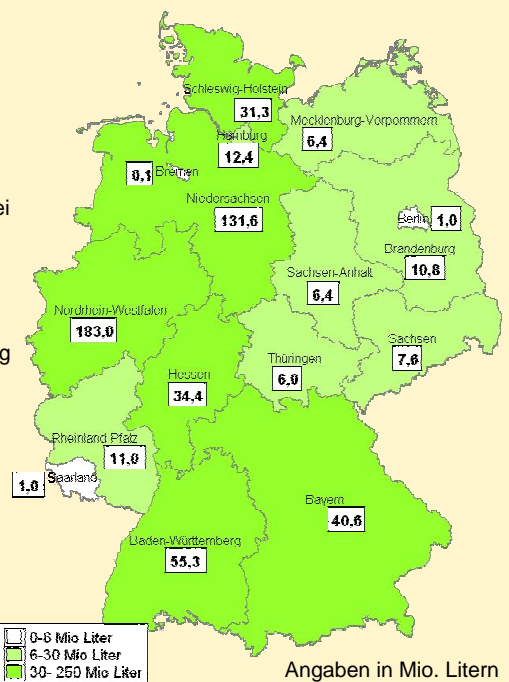 Schleswig-Holstein
31,3
Mecklenburg-Vorpommern
6,4
Hamburg
12,4
0,1 Bremen
ei
Niedersachsen
131,6
Berlin 1,0
Brandenburg
10,8
Sachsen-Anhalt
6,4
Nordrhein-Westfalen
183,0
Sachsen
7,6
g
Thüringen
6,0
Hessen
34,4
Rheinland Pfalz
11,0
Saarland
1,0
Bayern
40,6
Baden-Württemberg
55,3
0-6 Mio Liter
6-30 Mio Liter
30- 250 Mio Liter
Angaben in Mio. Litern